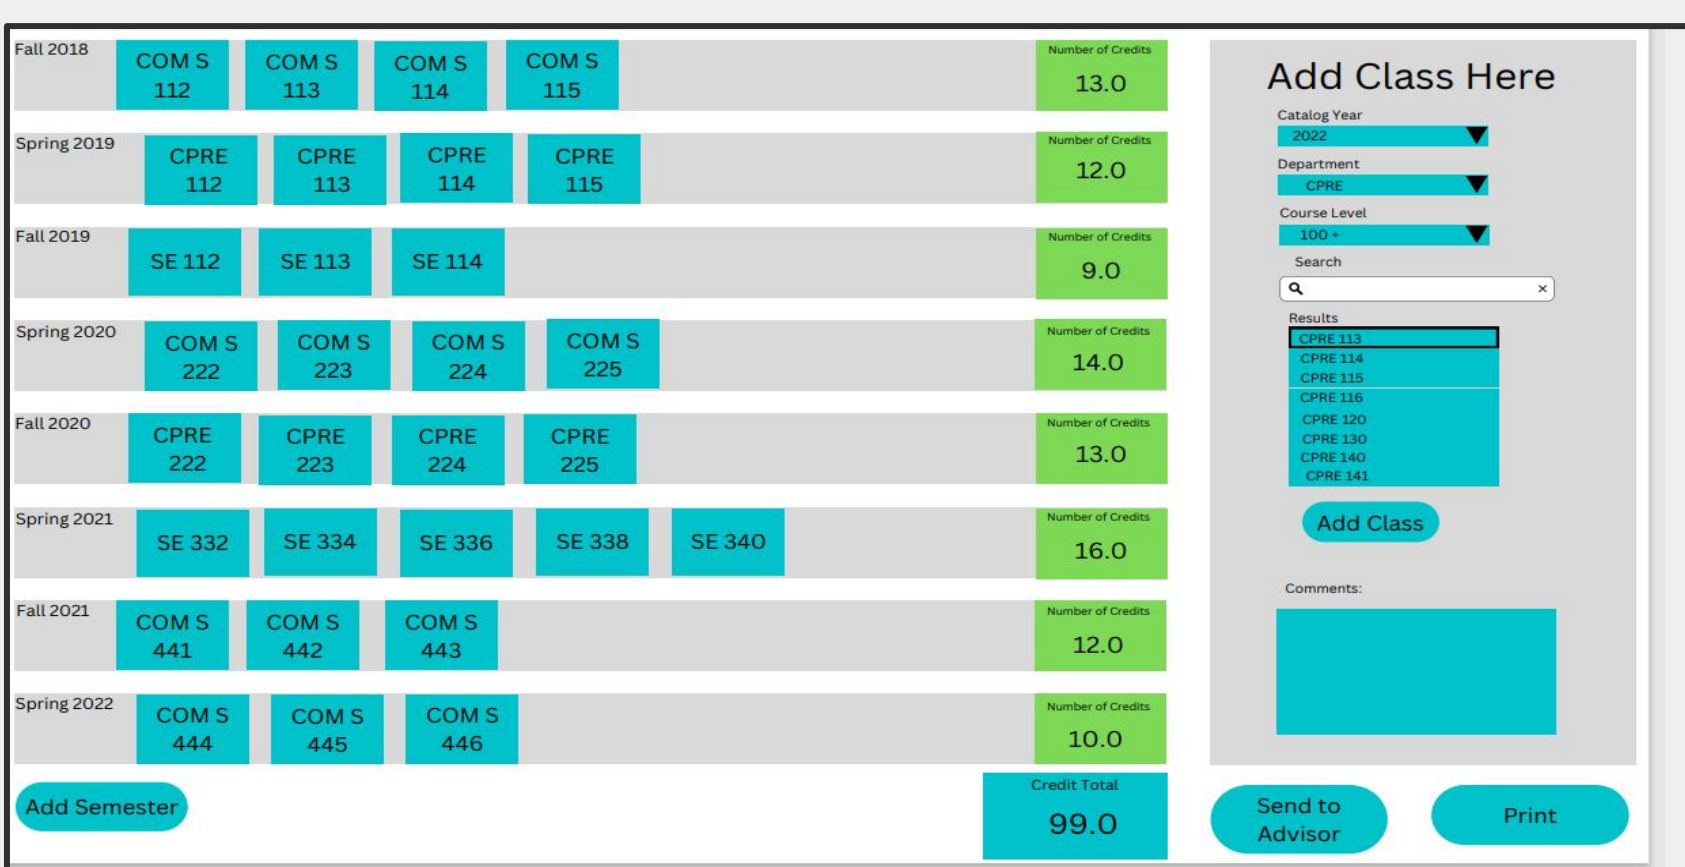 Fall 2018
COM S
112
COM S
113
COM S
114
COM S
115
Number of Credits
13.0
Spring 2019
CPRE
112
CPRE
113
CPRE
114
CPRE
115
Number of Credits
12.0
Fall 2019
SE 112
SE 113
SE 114
Number of Credits
9.0
Spring 2020
COM S
222
COM S
223
COM S
224
COM S
225
Number of Credits
14.0
Fall 2020
CPRE
222
CPRE
223
CPRE
224
CPRE
225
Number of Credits
13.0
Spring 2021
SE 332
SE 334
SE 336
SE 338
SE 340
Number of Credits
16.0
Fall 2021
COM S
441
COM S
442
COM S
443
Number of Credits
12.0
Spring 2022
COM S
444
COM S
445
COM S
446
Number of Credits
10.0
Add Semester
Credit Total
99.0
Add Class Here
Catalog Year
2022
Department
CPRE
Course Level
100 +
Search
Results
CPRE 113
CPRE 114
CPRE 115
CPRE 116
CPRE 120
CPRE 130
CPRE 140
CPRE 141
Add Class
Comments:
Send to
Advisor
Print